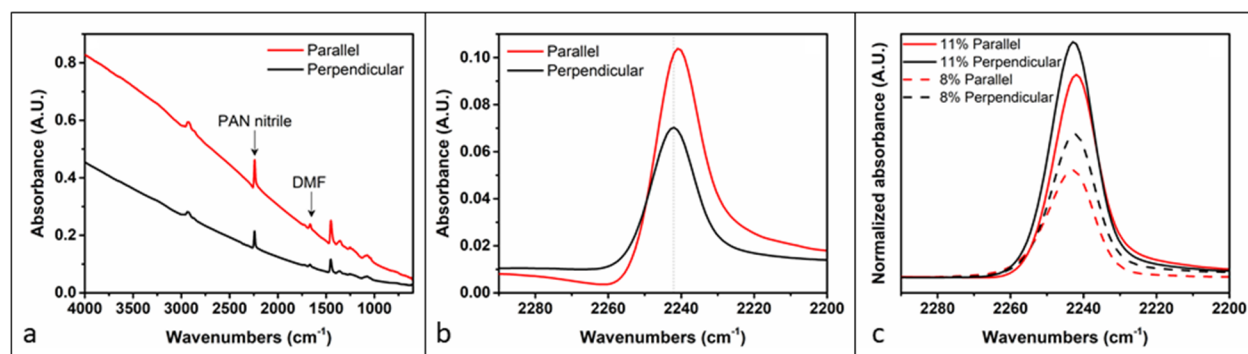 Absorbance (A.U.)
0.8
0.6
0.4
0.2
0.0
Parallel
Perpendicular
PAN nitrile
DMF
4000 3500 3000 2500 2000 1500 1000
Wavenumbers (cm⁻¹)
a
Absorbance (A.U.)
0.10
0.08
0.06
0.04
0.02
0.00
Parallel
Perpendicular
2280 2260 2240 2220 2200
Wavenumbers (cm⁻¹)
b
Normalized absorbance (A.U.)
11% Parallel
11% Perpendicular
8% Parallel
8% Perpendicular
2280 2260 2240 2220 2200
Wavenumbers (cm⁻¹)
c